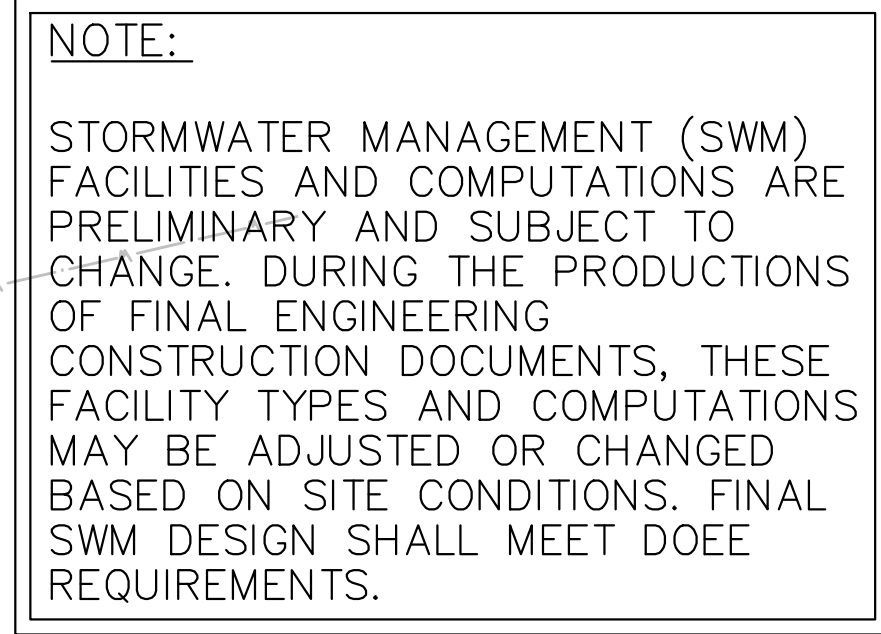 NOTE:
STORMWATER MANAGEMENT (SWM)
FACILITIES AND COMPUTATIONS ARE
PRELIMINARY AND SUBJECT TO
CHANGE. DURING THE PRODUCTIONS
OF FINAL ENGINEERING
CONSTRUCTION DOCUMENTS, THESE
FACILITY TYPES AND COMPUTATIONS
MAY BE ADJUSTED OR CHANGED
BASED ON SITE CONDITIONS. FINAL
SWM DESIGN SHALL MEET DOEE
REQUIREMENTS.